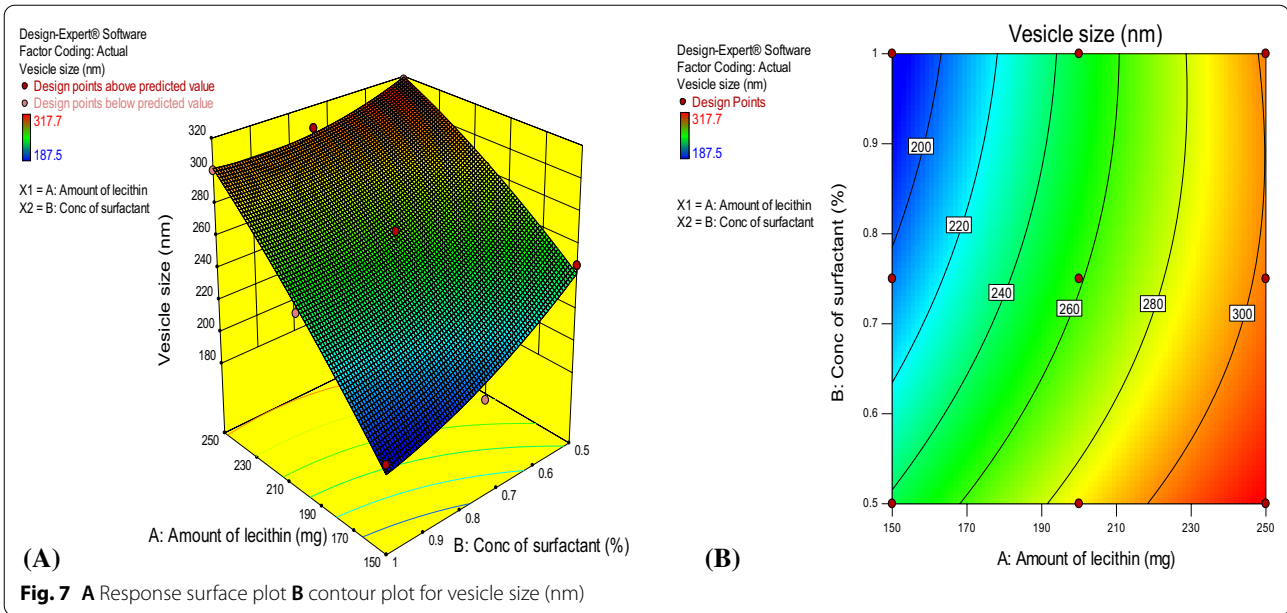 Design-Expert® Software
Factor Coding: Actual
Vesicle size (nm)
Design points above predicted value
Design points below predicted value
317.7
187.5
X1 = A: Amount of lecithin
X2 = B: Conc of surfactant
320
300
280
260
240
220
200
180
Vesicle size (nm)
250
230
210
190
170
150
A: Amount of lecithin (mg)
0.5
0.6
0.7
0.8
0.9
1
B: Conc of surfactant (%)
(A)
Design-Expert® Software
Factor Coding: Actual
Vesicle size (nm)
Design Points
317.7
187.5
X1 = A: Amount of lecithin
X2 = B: Conc of surfactant
Vesicle size (nm)
1
0.9
0.8
0.7
0.6
0.5
B: Conc of surfactant (%)
200
220
240
260
280
300
150
170
190
210
230
250
A: Amount of lecithin (mg)
(B)
Fig. 7 A Response surface plot B contour plot for vesicle size (nm)